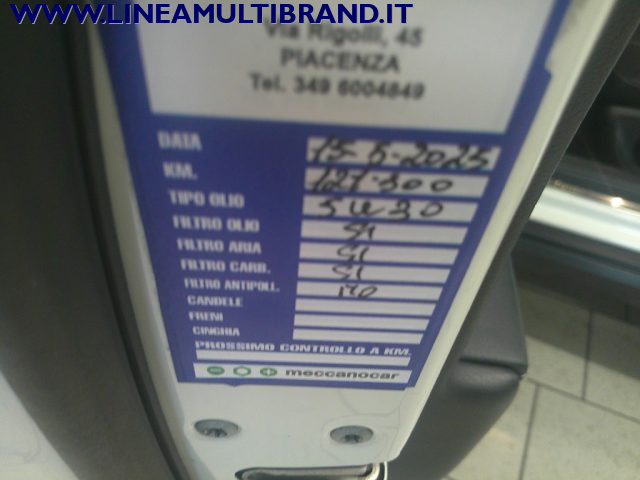 WWW.LINEAMULTIBRAND.IT
Via Rigolli, 45
PIACENZA
Tel. 349 6004849
DATA 15-5-2025
KM. 127.300
TIPO OLIO 5W30
FILTRO OLIO SI
FILTRO ARIA SI
FILTRO CARB. SI
FILTRO ANTIPOLL. NO
CANDELE
FRENI
CINGHIA
PROSSIMO CONTROLLO A KM.
meccanocar